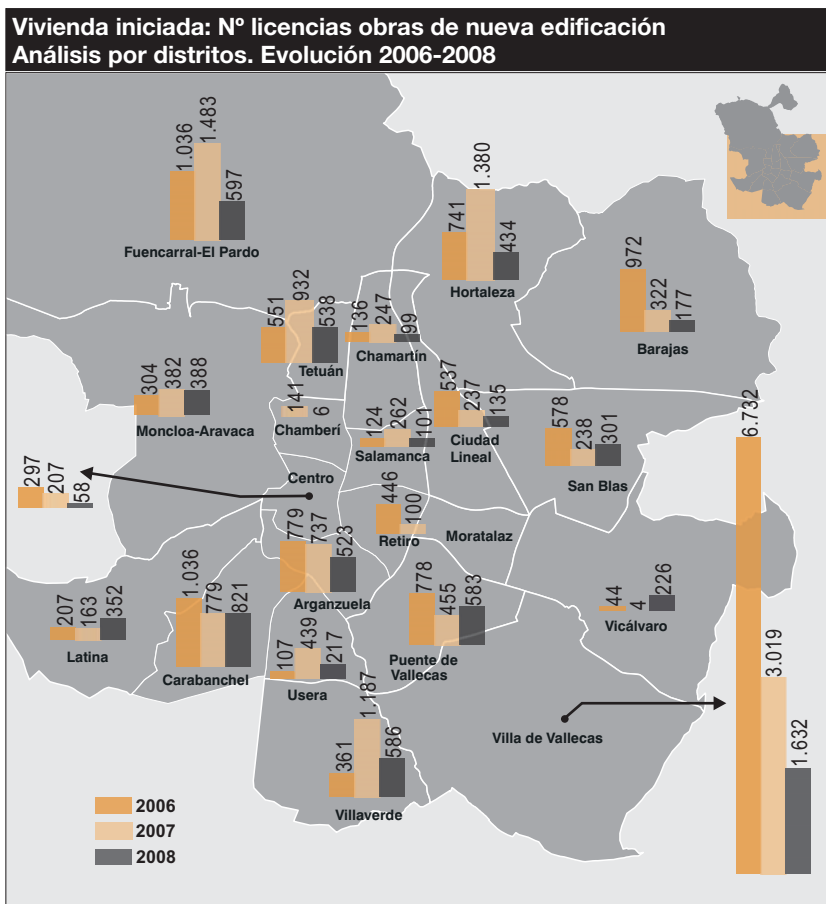 Vivienda iniciada: Nº licencias obras de nueva edificación
Análisis por distritos. Evolución 2006-2008
1.036
1.483
597
Fuencarral-El Pardo
741
1.380
434
Hortaleza
972
322
177
Barajas
551
932
538
Tetuán
136
247
99
Chamartín
304
382
388
Moncloa-Aravaca
141
6
Chamberí
124
262
101
Salamanca
537
237
135
Ciudad
Lineal
578
238
301
San Blas
6.732
3.019
1.632
297
207
58
Centro
446
100
Retiro
Moratalaz
779
737
523
Arganzuela
778
455
583
Puente de
Vallecas
44
4
226
Vicálvaro
207
163
352
Latina
1.036
779
821
Carabanchel
107
439
217
Usera
Villa de Vallecas
361
1.187
586
Villaverde
2006
2007
2008